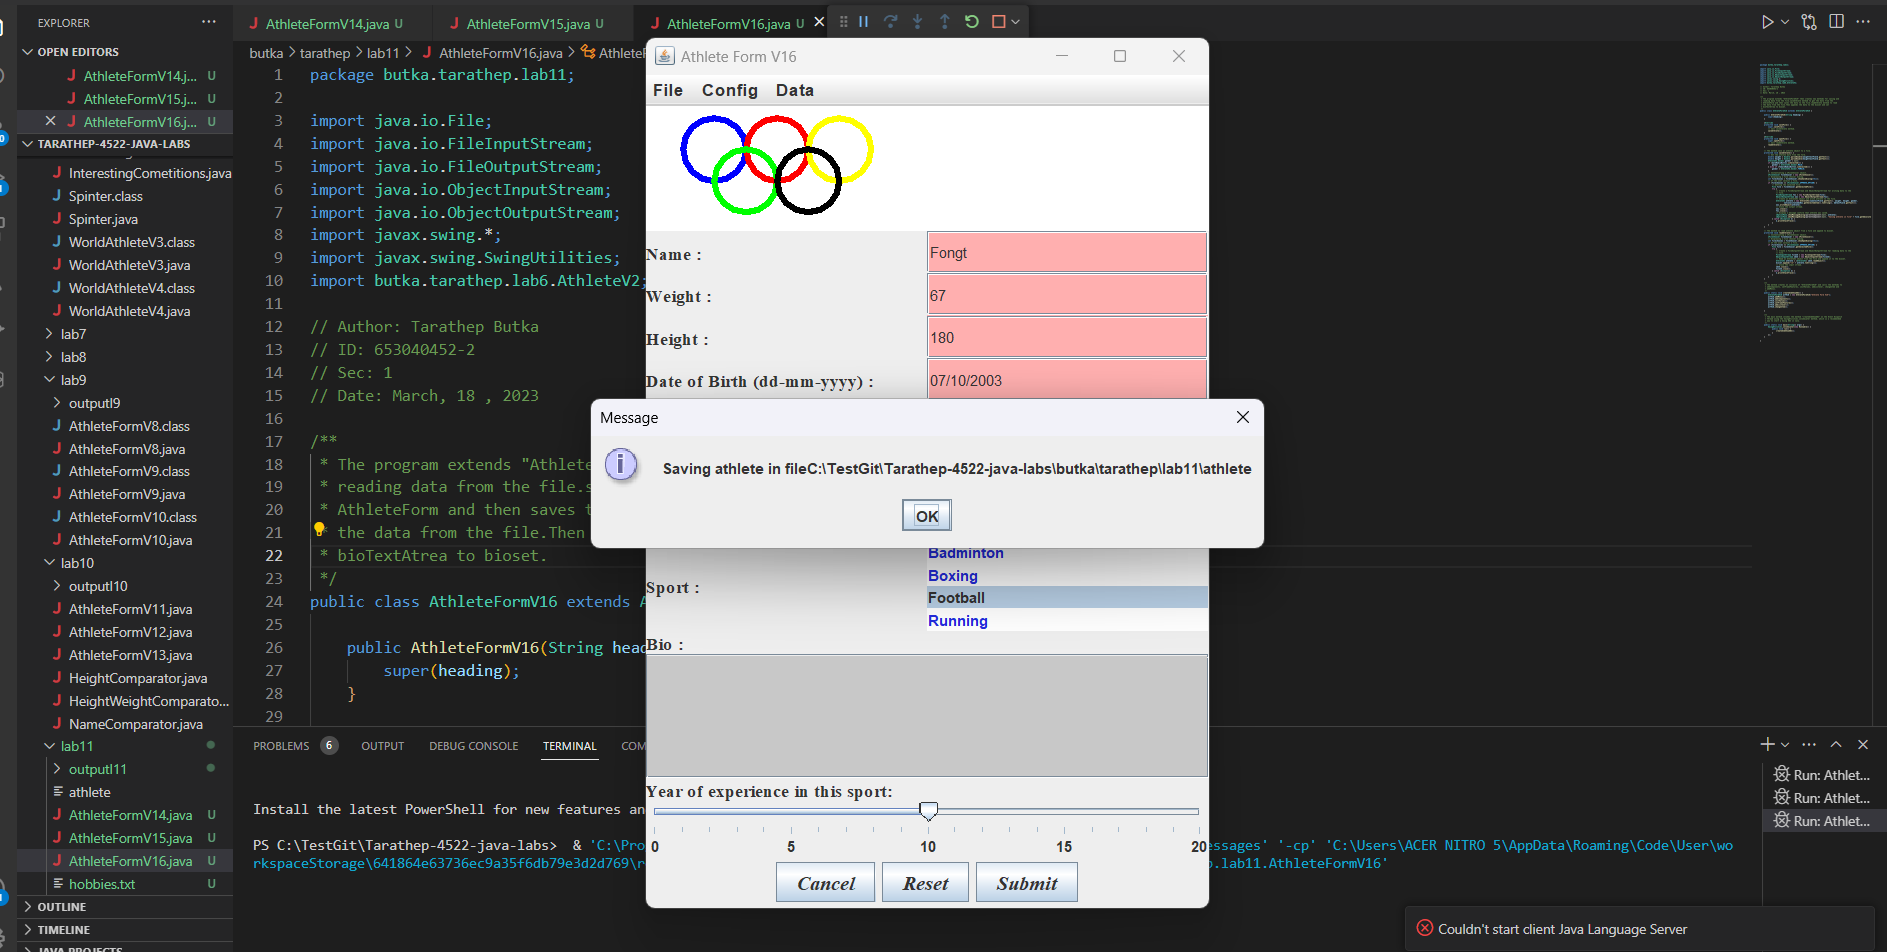 EXPLORER
OPEN EDITORS
AthleteFormV14.j... U
AthleteFormV15.j... U
AthleteFormV16.j... U
TARATHEP-4522-JAVA-LABS
InterestingCometitions.java
Spinter.class
Spinter.java
WorldAthleteV3.class
WorldAthleteV3.java
WorldAthleteV4.class
WorldAthleteV4.java
lab7
lab8
lab9
outputl9
AthleteFormV8.class
AthleteFormV8.java
AthleteFormV9.class
AthleteFormV9.java
AthleteFormV10.class
AthleteFormV10.java
lab10
outputl10
AthleteFormV11.java
AthleteFormV12.java
AthleteFormV13.java
HeightComparator.java
HeightWeightComparato...
NameComparator.java
lab11
outputl11
athlete
AthleteFormV14.java U
AthleteFormV15.java U
AthleteFormV16.java U
hobbies.txt U
OUTLINE
TIMELINE
JAVA PROJECTS
AthleteFormV14.java U
AthleteFormV15.java U
AthleteFormV16.java U
butka > tarathep > lab11 > AthleteFormV16.java > Athlete
1 package butka.tarathep.lab11;
2
3 import java.io.File;
4 import java.io.FileInputStream;
5 import java.io.FileOutputStream;
6 import java.io.ObjectInputStream;
7 import java.io.ObjectOutputStream;
8 import javax.swing.*;
9 import javax.swing.SwingUtilities;
10 import butka.tarathep.lab6.AthleteV2;
11
12 // Author: Tarathep Butka
13 // ID: 653040452-2
14 // Sec: 1
15 // Date: March, 18 , 2023
16
17 /**
18 * The program extends "Athlete
19 * reading data from the file.s
20 * AthleteForm and then saves t
21 * the data from the file.Then
22 * bioTextAtrea to bioset.
23 */
24 public class AthleteFormV16 extends A
25
26 public AthleteFormV16(String head
27 super(heading);
28 }
29
Athlete Form V16
File Config Data
Name : Fongt
Weight : 67
Height : 180
Date of Birth (dd-mm-yyyy) : 07/10/2003
Message
Saving athlete in fileC:\TestGit\Tarathep-4522-java-labs\butka\tarathep\lab11\athlete
OK
Badminton
Boxing
Sport :
Football
Running
Bio :
Year of experience in this sport:
0 5 10 15 20
Cancel Reset Submit
PROBLEMS 6 OUTPUT DEBUG CONSOLE TERMINAL COM
Install the latest PowerShell for new features an
PS C:\TestGit\Tarathep-4522-java-labs> & 'C:\Pro
essages' '-cp' 'C:\Users\ACER NITRO 5\AppData\Roaming\Code\User\wo
rkspaceStorage\641864e63736ec9a35f6db79e3d2d769\r
o.lab11.AthleteFormV16'
Run: Athlet...
Run: Athlet...
Run: Athlet...
Couldn't start client Java Language Server